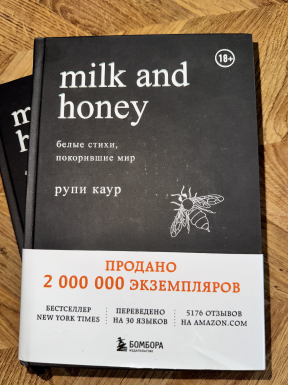 18+
milk and
honey
белые стихи,
покорившие мир
рупи каур
ПРОДАНО
2 000 000 ЭКЗЕМПЛЯРОВ
БЕСТСЕЛЛЕР
NEW YORK TIMES
ПЕРЕВЕДЕНО
НА 30 ЯЗЫКОВ
5176 ОТЗЫВОВ
НА AMAZON.COM
БОМБОРА
ИЗДАТЕЛЬСТВО